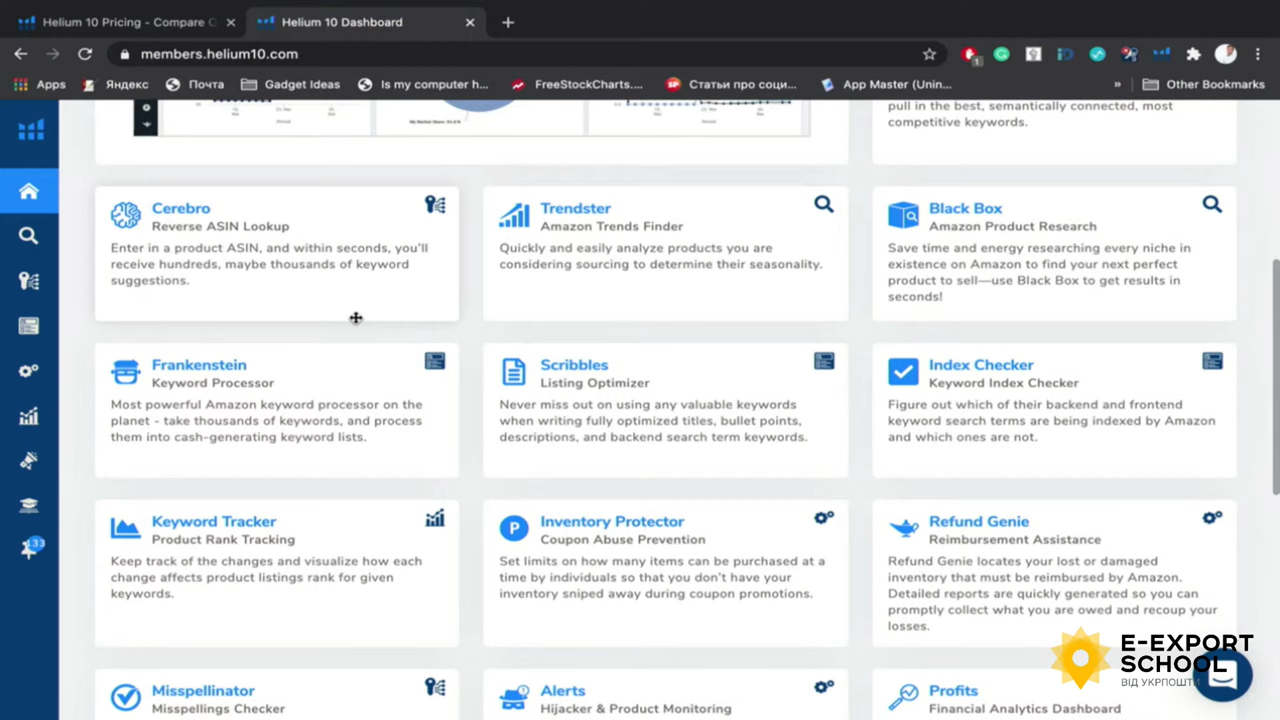 Helium 10 Pricing - Compare
Helium 10 Dashboard
members.helium10.com
1
Apps
Яндекс
Почта
Gadget Ideas
Is my computer h...
FreeStockCharts....
Статьи про соци...
App Master (Unin...
»
Other Bookmarks
pull in the best, semantically connected, most
competitive keywords.
Cerebro
Reverse ASIN Lookup
Enter in a product ASIN, and within seconds, you'll
receive hundreds, maybe thousands of keyword
suggestions.
Trendster
Amazon Trends Finder
Quickly and easily analyze products you are
considering sourcing to determine their seasonality.
Black Box
Amazon Product Research
Save time and energy researching every niche in
existence on Amazon to find your next perfect
product to sell—use Black Box to get results in
seconds!
Frankenstein
Keyword Processor
Most powerful Amazon keyword processor on the
planet - take thousands of keywords, and process
them into cash-generating keyword lists.
Scribbles
Listing Optimizer
Never miss out on using any valuable keywords
when writing fully optimized titles, bullet points,
descriptions, and backend search term keywords.
Index Checker
Keyword Index Checker
Figure out which of their backend and frontend
keyword search terms are being indexed by Amazon
and which ones are not.
Keyword Tracker
Product Rank Tracking
Keep track of the changes and visualize how each
change affects product listings rank for given
keywords.
P
Inventory Protector
Coupon Abuse Prevention
Set limits on how many items can be purchased at a
time by individuals so that you don't have your
inventory sniped away during coupon promotions.
Refund Genie
Reimbursement Assistance
Refund Genie locates your lost or damaged
inventory that must be reimbursed by Amazon.
Detailed reports are quickly generated so you can
promptly collect what you are owed and recoup your
losses.
133
Misspellinator
Misspellings Checker
Alerts
Hijacker & Product Monitoring
Profits
Financial Analytics Dashboard
E-EXPORT
SCHOOL
ВІД УКРПОШТИ